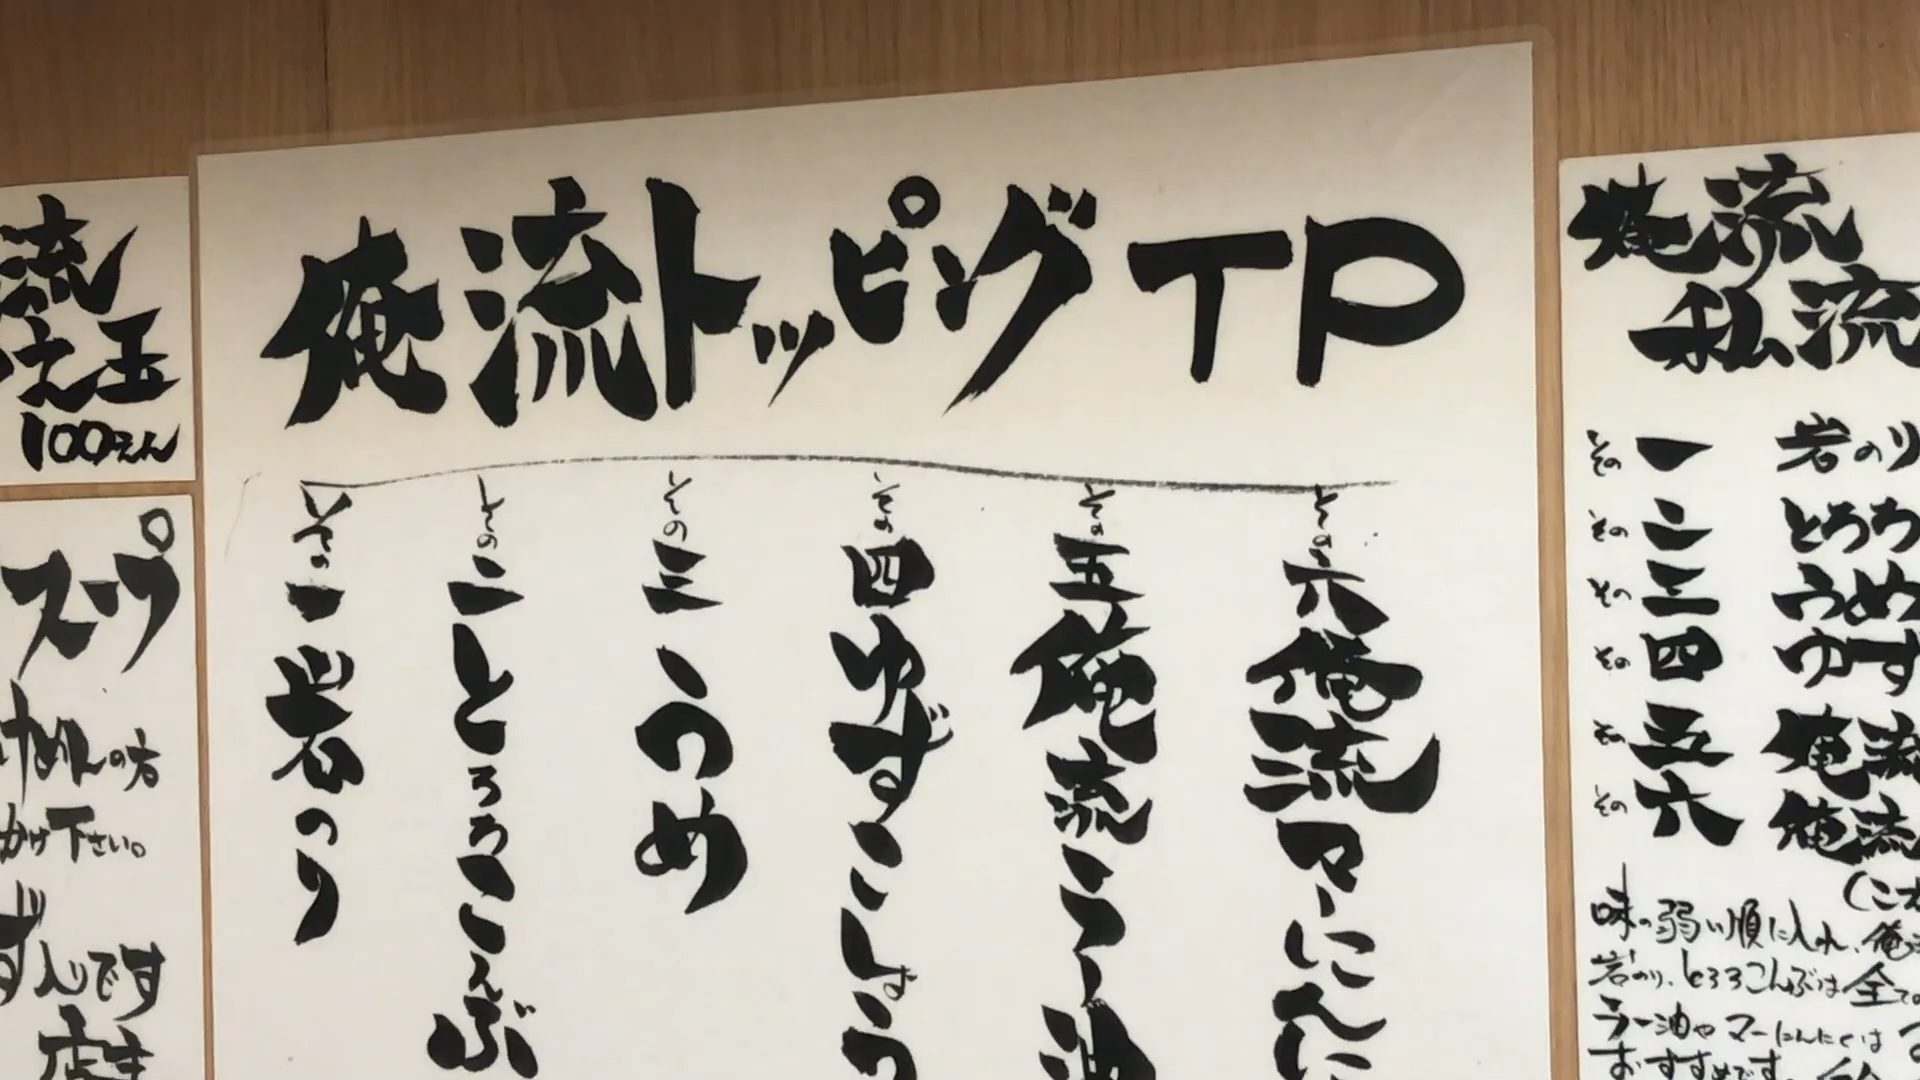 流
え玉
100えん
スープ
けめんの方
かけ下さい。
ず入りです
俺流トッピングTP
その一 岩のり
その二 とろろこんぶ
その三 うめ
その四 ゆずこしょう
その五 俺流ラー油
その六 俺流マーにんに
俺流
私流
その一 岩のり
その二 とろろ
その三 うめ
その四 ゆず
その五 俺流
その六 俺流
(これ
味の弱い順に入れ、俺流
岩のり、とろろこんぶは全ての
ラー油やマーにんにくは
おすすめです。